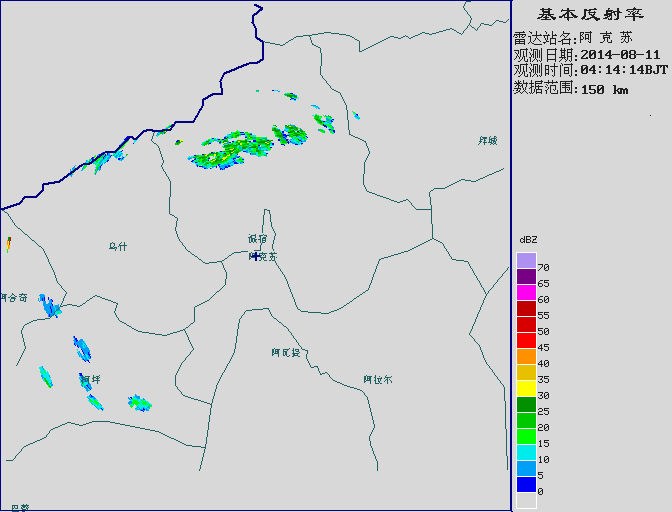 基本反射率
雷达站名:阿 克 苏
观测日期:2014-08-11
观测时间:04:14:14BJT
数据范围:150 km
拜城
乌什
温宿
阿克苏
阿合奇
阿瓦提
柯坪
阿拉尔
巴楚
dBZ
70
65
60
55
50
45
40
35
30
25
20
15
10
5
0